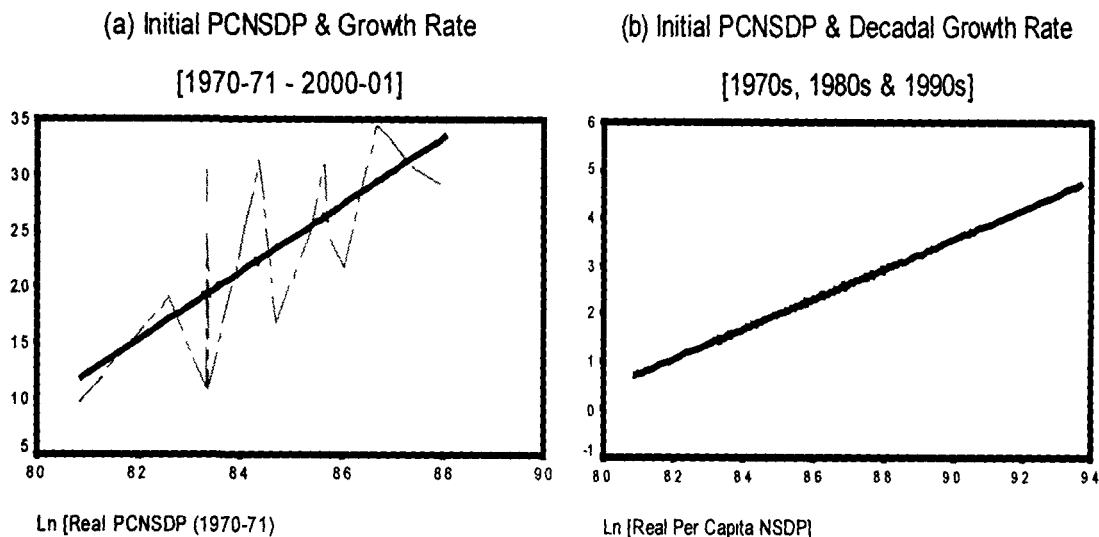 (a) Initial PCNSDP & Growth Rate
[1970-71 - 2000-01]
35
30
25
20
15
10
5
80 82 84 86 88 90
Ln [Real PCNSDP (1970-71)
(b) Initial PCNSDP & Decadal Growth Rate
[1970s, 1980s & 1990s]
6
5
4
3
2
1
0
-1
80 82 84 86 88 90 92 94
Ln [Real Per Capita NSDP]